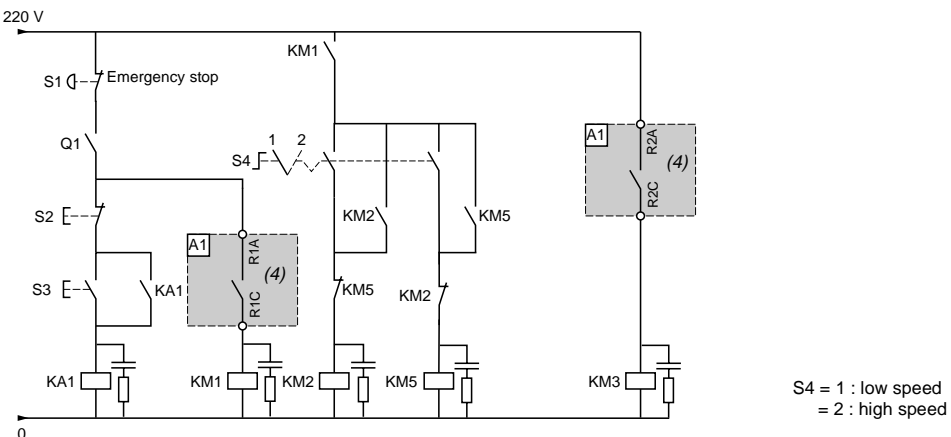 220 V
KM1
S1
Emergency stop
Q1
1 2
S4
A1
R2A
(4)
R2C
S2
KM2
KM5
A1
R1A
(4)
R1C
S3
KA1
KM5
KM2
KA1
KM1
KM2
KM5
KM3
S4 = 1 : low speed
= 2 : high speed
0